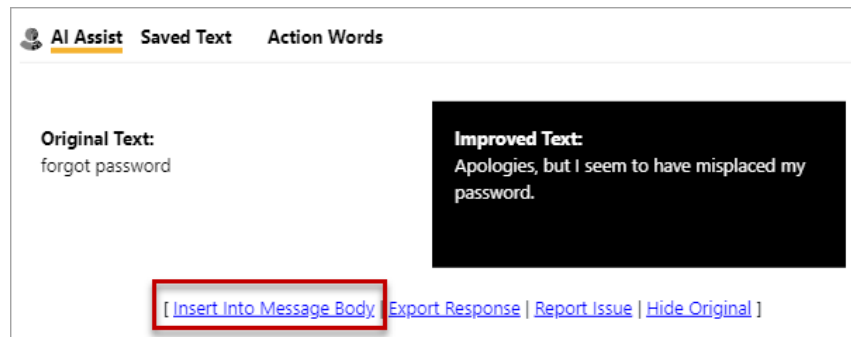 AI Assist Saved Text Action Words
Original Text:
forgot password
Improved Text:
Apologies, but I seem to have misplaced my
password.
[ Insert Into Message Body | Export Response | Report Issue | Hide Original ]